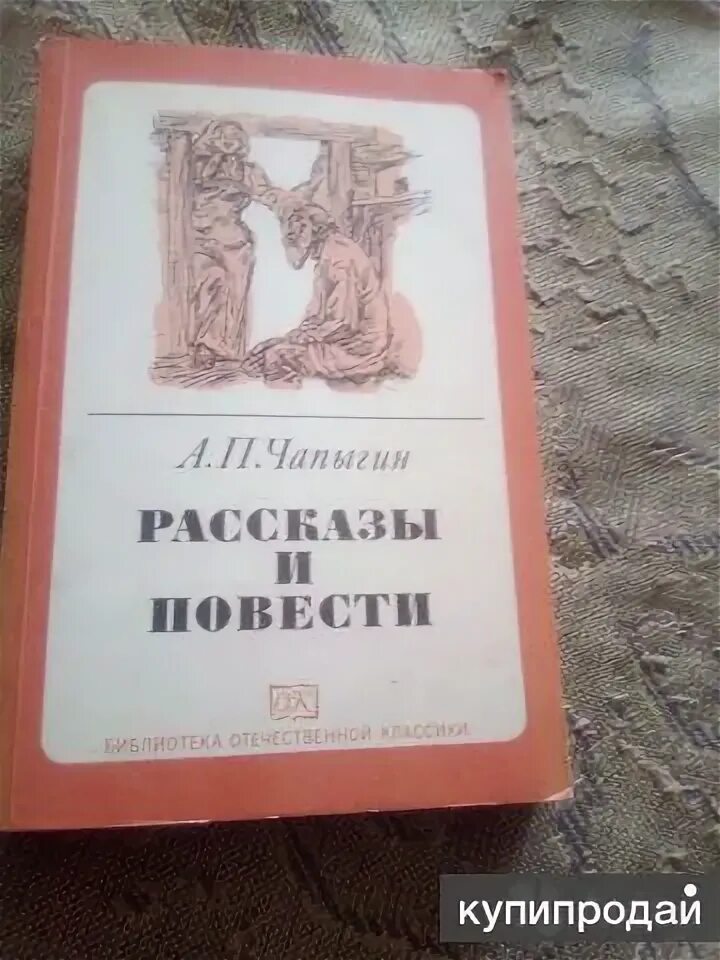 А.П.Чапыгин
РАССКАЗЫ
И
ПОВЕСТИ
БИБЛИОТЕКА ОТЕЧЕСТВЕННОЙ КЛАССИКИ
купипродай